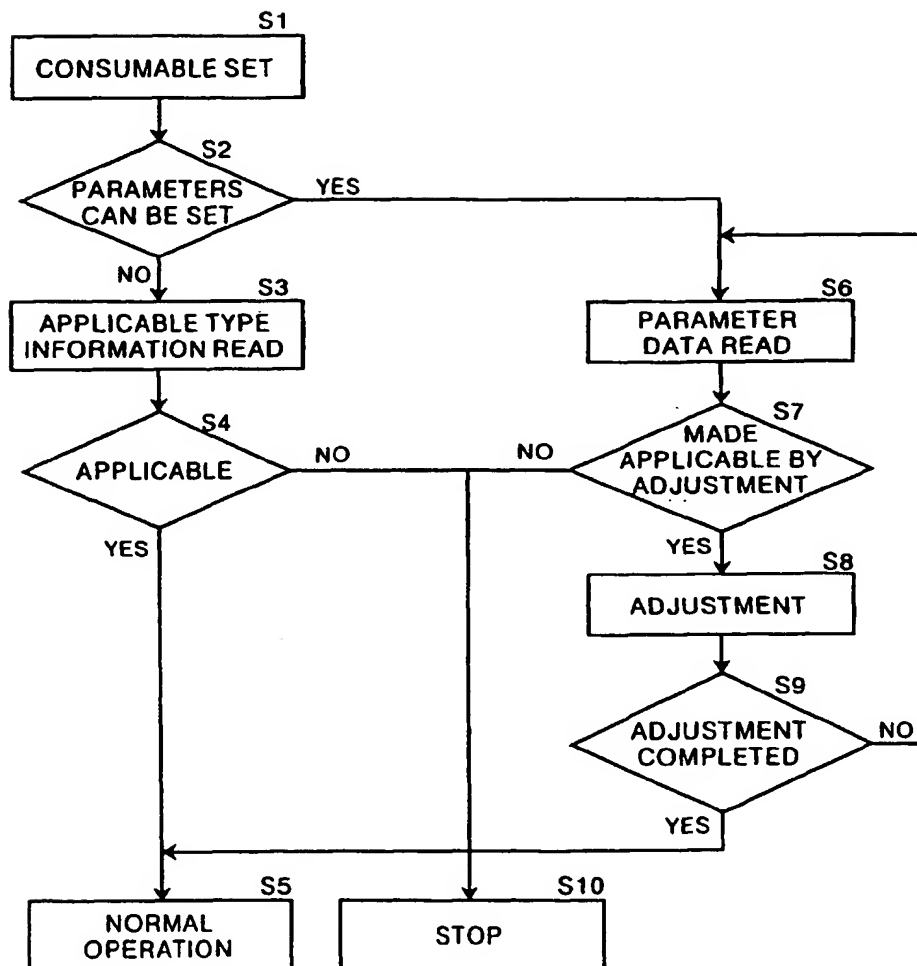 S1
CONSUMABLE SET
S2
PARAMETERS
CAN BE SET
YES
NO
S3
APPLICABLE TYPE
INFORMATION READ
S6
PARAMETER
DATA READ
S4
APPLICABLE
NO
YES
S7
MADE
APPLICABLE BY
ADJUSTMENT
NO
YES
S8
ADJUSTMENT
S9
ADJUSTMENT
COMPLETED
NO
YES
S5
NORMAL
OPERATION
S10
STOP